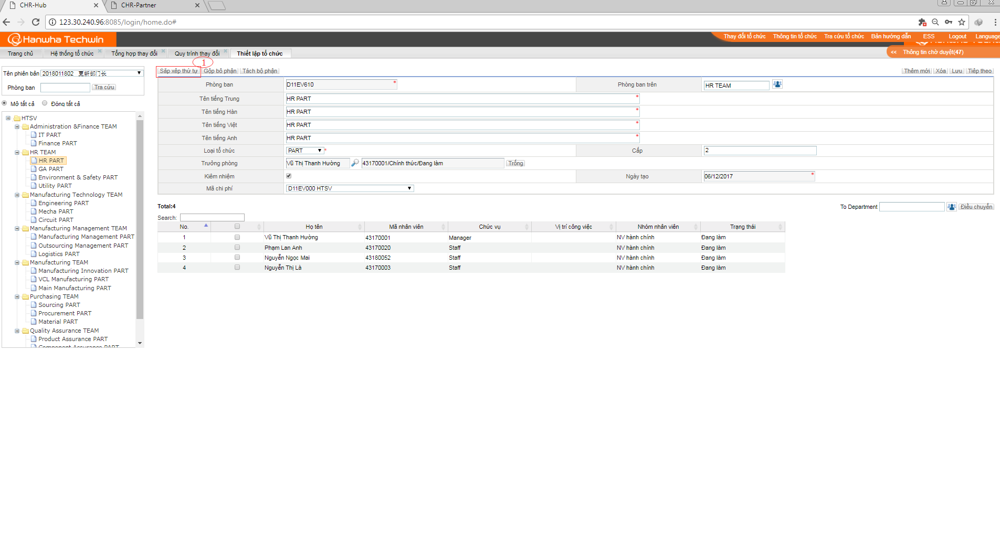 CHR-Hub
CHR-Partner
123.30.240.96:8085/login/home.do#
Hanwha Techwin
Thay đổi tổ chức Thông tin tổ chức Tra cứu tổ chức Bản hướng dẫn ESS Logout Language
Trang chủ Hệ thống tổ chức Tổng hợp thay đổi Quy trình thay đổi Thiết lập tổ chức
<< Thông tin chờ duyệt(47)
1
Tên phiên bản 2018011802 更新部门长
Phòng ban Tra cứu
Mở tất cả Đóng tất cả
HTSV
Administration &Finance TEAM
IT PART
Finance PART
HR TEAM
HR PART
GA PART
Environment & Safety PART
Utility PART
Manufacturing Technology TEAM
Engineering PART
Mecha PART
Circuit PART
Manufacturing Management TEAM
Manufacturing Management PART
Outsourcing Management PART
Logistics PART
Manufacturing TEAM
Manufacturing Innovation PART
VCL Manufacturing PART
Main Manufacturing PART
Purchasing TEAM
Sourcing PART
Procurement PART
Material PART
Quality Assurance TEAM
Product Assurance PART
Component Assurance PART
Sắp xếp thứ tự Gộp bộ phận Tách bộ phận
Thêm mới Xóa Lưu Tiếp theo
Phòng ban D11EV610 * Phòng ban trên HR TEAM
Tên tiếng Trung HR PART *
Tên tiếng Hàn HR PART *
Tên tiếng Việt HR PART *
Tên tiếng Anh HR PART *
Loại tổ chức PART * Cấp 2
Trưởng phòng Vũ Thị Thanh Hường 43170001/Chính thức/Đang làm Trống
Kiêm nhiệm Ngày tạo 06/12/2017 *
Mã chi phí D11EV000 HTSV
Total:4
To Department Điều chuyển
Search:
No. Họ tên Mã nhân viên Chức vụ Vị trí công việc Nhóm nhân viên Trạng thái
1 Vũ Thị Thanh Hường 43170001 Manager NV hành chính Đang làm
2 Phạm Lan Anh 43170020 Staff NV hành chính Đang làm
3 Nguyễn Ngọc Mai 43180052 Staff NV hành chính Đang làm
4 Nguyễn Thị Là 43170003 Staff NV hành chính Đang làm